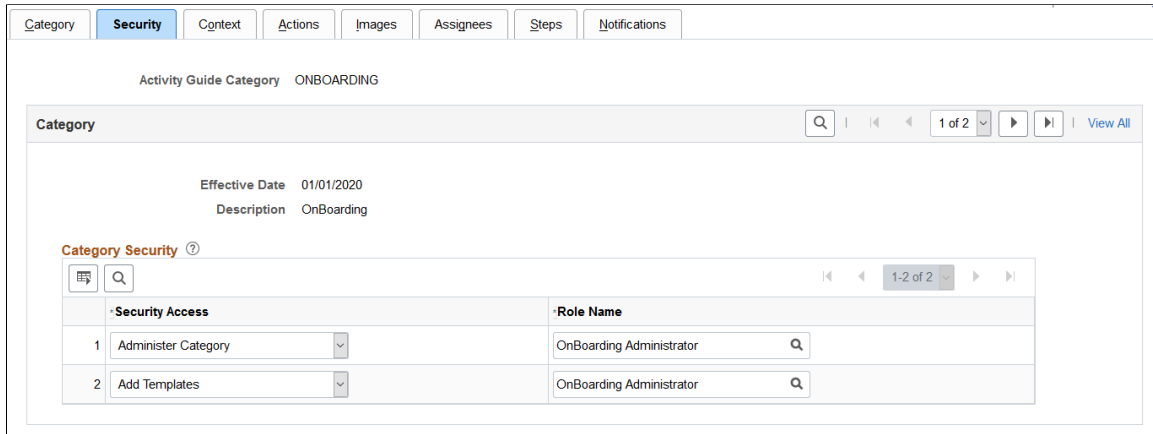 Category Security Context Actions Images Assignees Steps Notifications
Activity Guide Category ONBOARDING
Category 1 of 2 View All
Effective Date 01/01/2020
Description OnBoarding
Category Security ?
1-2 of 2
*Security Access *Role Name
1 Administer Category OnBoarding Administrator
2 Add Templates OnBoarding Administrator